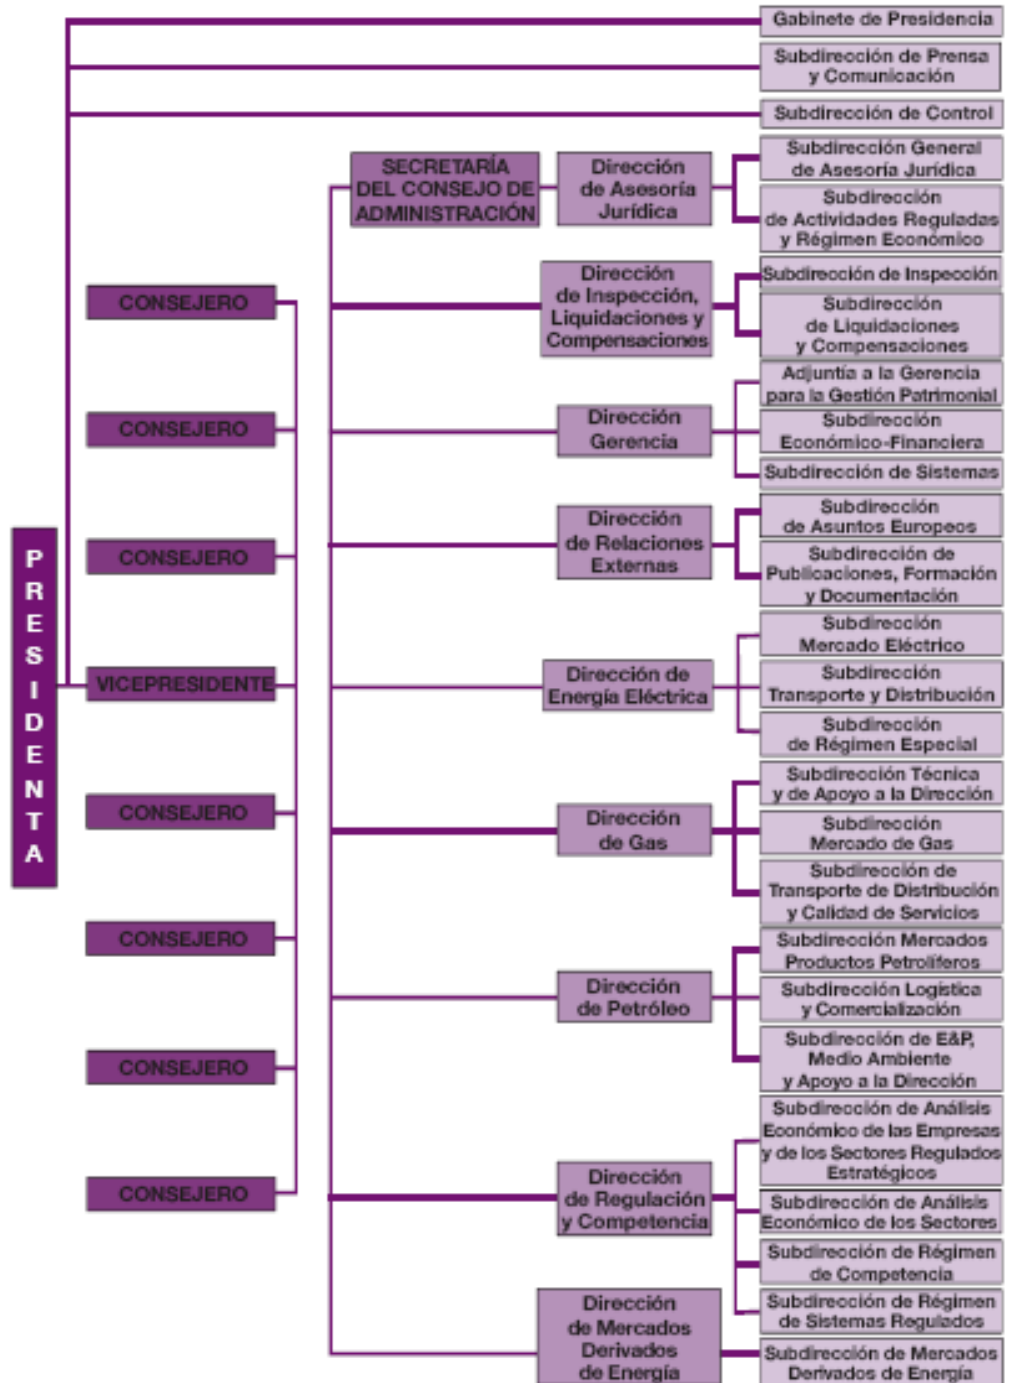 Gabinete de Presidencia
Subdirección de Prensa
y Comunicación
Subdirección de Control
SECRETARÍA
DEL CONSEJO DE
ADMINISTRACIÓN
Dirección
de Asesoría
Jurídica
Subdirección General
de Asesoría Jurídica
Subdirección
de Actividades Reguladas
y Régimen Económico
Dirección
de Inspección,
Liquidaciones y
Compensaciones
Subdirección de Inspección
Subdirección
de Liquidaciones
y Compensaciones
Dirección
Gerencia
Adjuntía a la Gerencia
para la Gestión Patrimonial
Subdirección
Económico-Financiera
Subdirección de Sistemas
Dirección
de Relaciones
Externas
Subdirección
de Asuntos Europeos
Subdirección de
Publicaciones, Formación
y Documentación
Dirección de
Energía Eléctrica
Subdirección
Mercado Eléctrico
Subdirección
Transporte y Distribución
Subdirección
de Régimen Especial
Dirección
de Gas
Subdirección Técnica
y de Apoyo a la Dirección
Subdirección
Mercado de Gas
Subdirección de
Transporte de Distribución
y Calidad de Servicios
Dirección
de Petróleo
Subdirección Mercados
Productos Petrolíferos
Subdirección Logística
y Comercialización
Subdirección de E&P,
Medio Ambiente
y Apoyo a la Dirección
Dirección
de Regulación
y Competencia
Subdirección de Análisis
Económico de las Empresas
y de los Sectores Regulados
Estratégicos
Subdirección de Análisis
Económico de los Sectores
Subdirección de Régimen
de Competencia
Subdirección de Régimen
de Sistemas Regulados
Dirección
de Mercados
Derivados
de Energía
Subdirección de Mercados
Derivados de Energía
PRESIDENTA
CONSEJERO
CONSEJERO
CONSEJERO
VICEPRESIDENTE
CONSEJERO
CONSEJERO
CONSEJERO
CONSEJERO